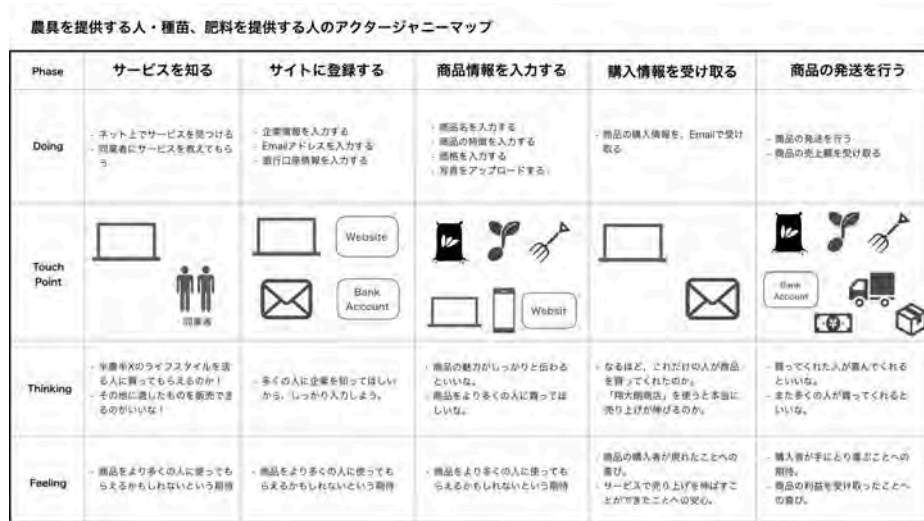 農具を提供する人・種苗、肥料を提供する人のアクタージャニーマップ
Phase
サービスを知る
サイトに登録する
商品情報を入力する
購入情報を受け取る
商品の発送を行う
Doing
- ネット上でサービスを見つける
- 同業者にサービスを教えてもら
う
- 企業情報を入力する
- Emailアドレスを入力する
- 銀行口座情報を入力する
- 商品名を入力する
- 商品の特徴を入力する
- 価格を入力する
- 写真をアップロードする
- 商品の購入情報を、Emailで受け
取る
- 商品の発送を行う
- 商品の売上額を受け取る
Touch
Point
同業者
Website
Bank
Account
Websit
Bank
Account
Thinking
- 半農半Xのライフスタイルを送
る人に買ってもらえるのか！
- その他に適したものを販売でき
るのがいいな！
- 多くの人に企業を知ってほしい
から、しっかり入力しよう。
- 商品の魅力がしっかりと伝わる
といいな。
- 商品をより多くの人に買ってほ
しいな。
- なるほど、これだけの人が商品
を買ってくれたのか。
を使うと本当に
売り上げが伸びるのか。
- 買ってくれた人が喜んでくれる
といいな。
- また多くの人が買ってくれると
いいな。
Feeling
- 商品をより多くの人に使っても
らえるかもしれないという期待
- 商品をより多くの人に使っても
らえるかもしれないという期待
- 商品をより多くの人に使っても
らえるかもしれないという期待
- 商品の購入者が現れたことへの
喜び。
- サービスで売り上げを伸ばすこ
とができたことへの安心。
- 購入者が手にとり喜ぶことへの
期待。
- 商品の利益を受け取ったことへ
の喜び。